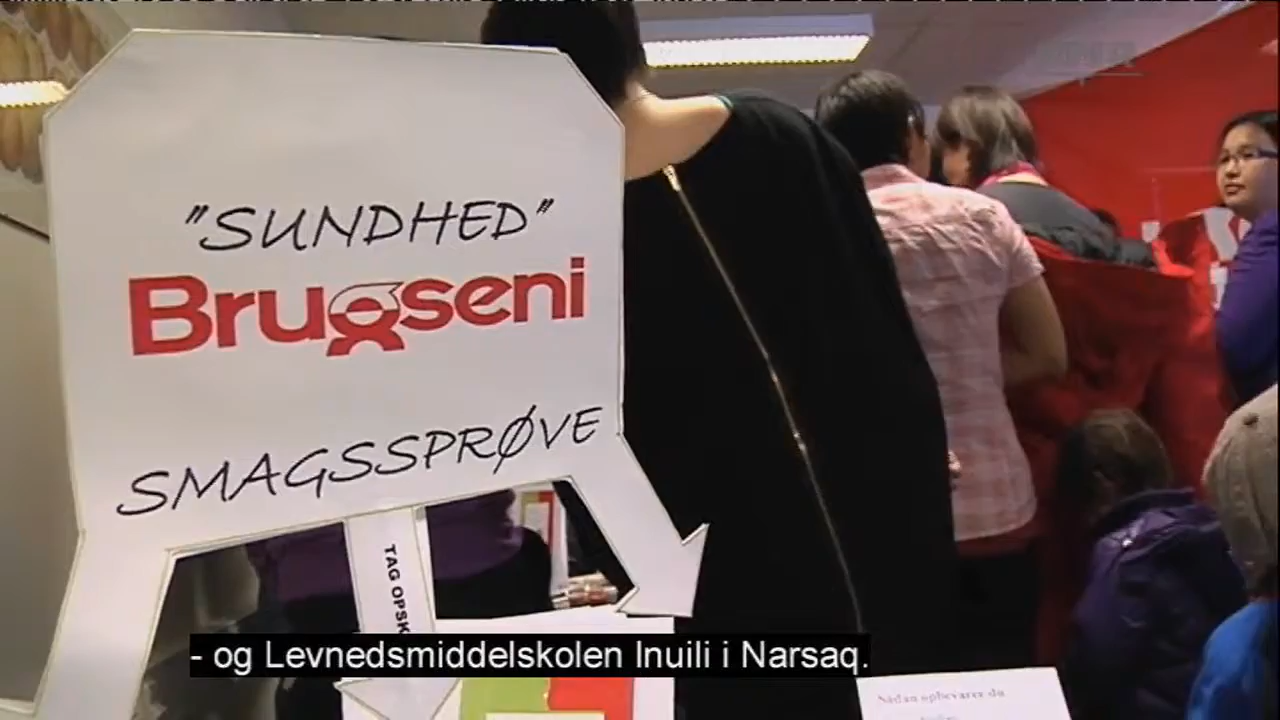 "SUNDHED"
Brugseni
SMAGSSPRØVE
TAG OPSK
- og Levnedsmiddelskolen Inuili i Narsaq.
Sådan opbevarer du